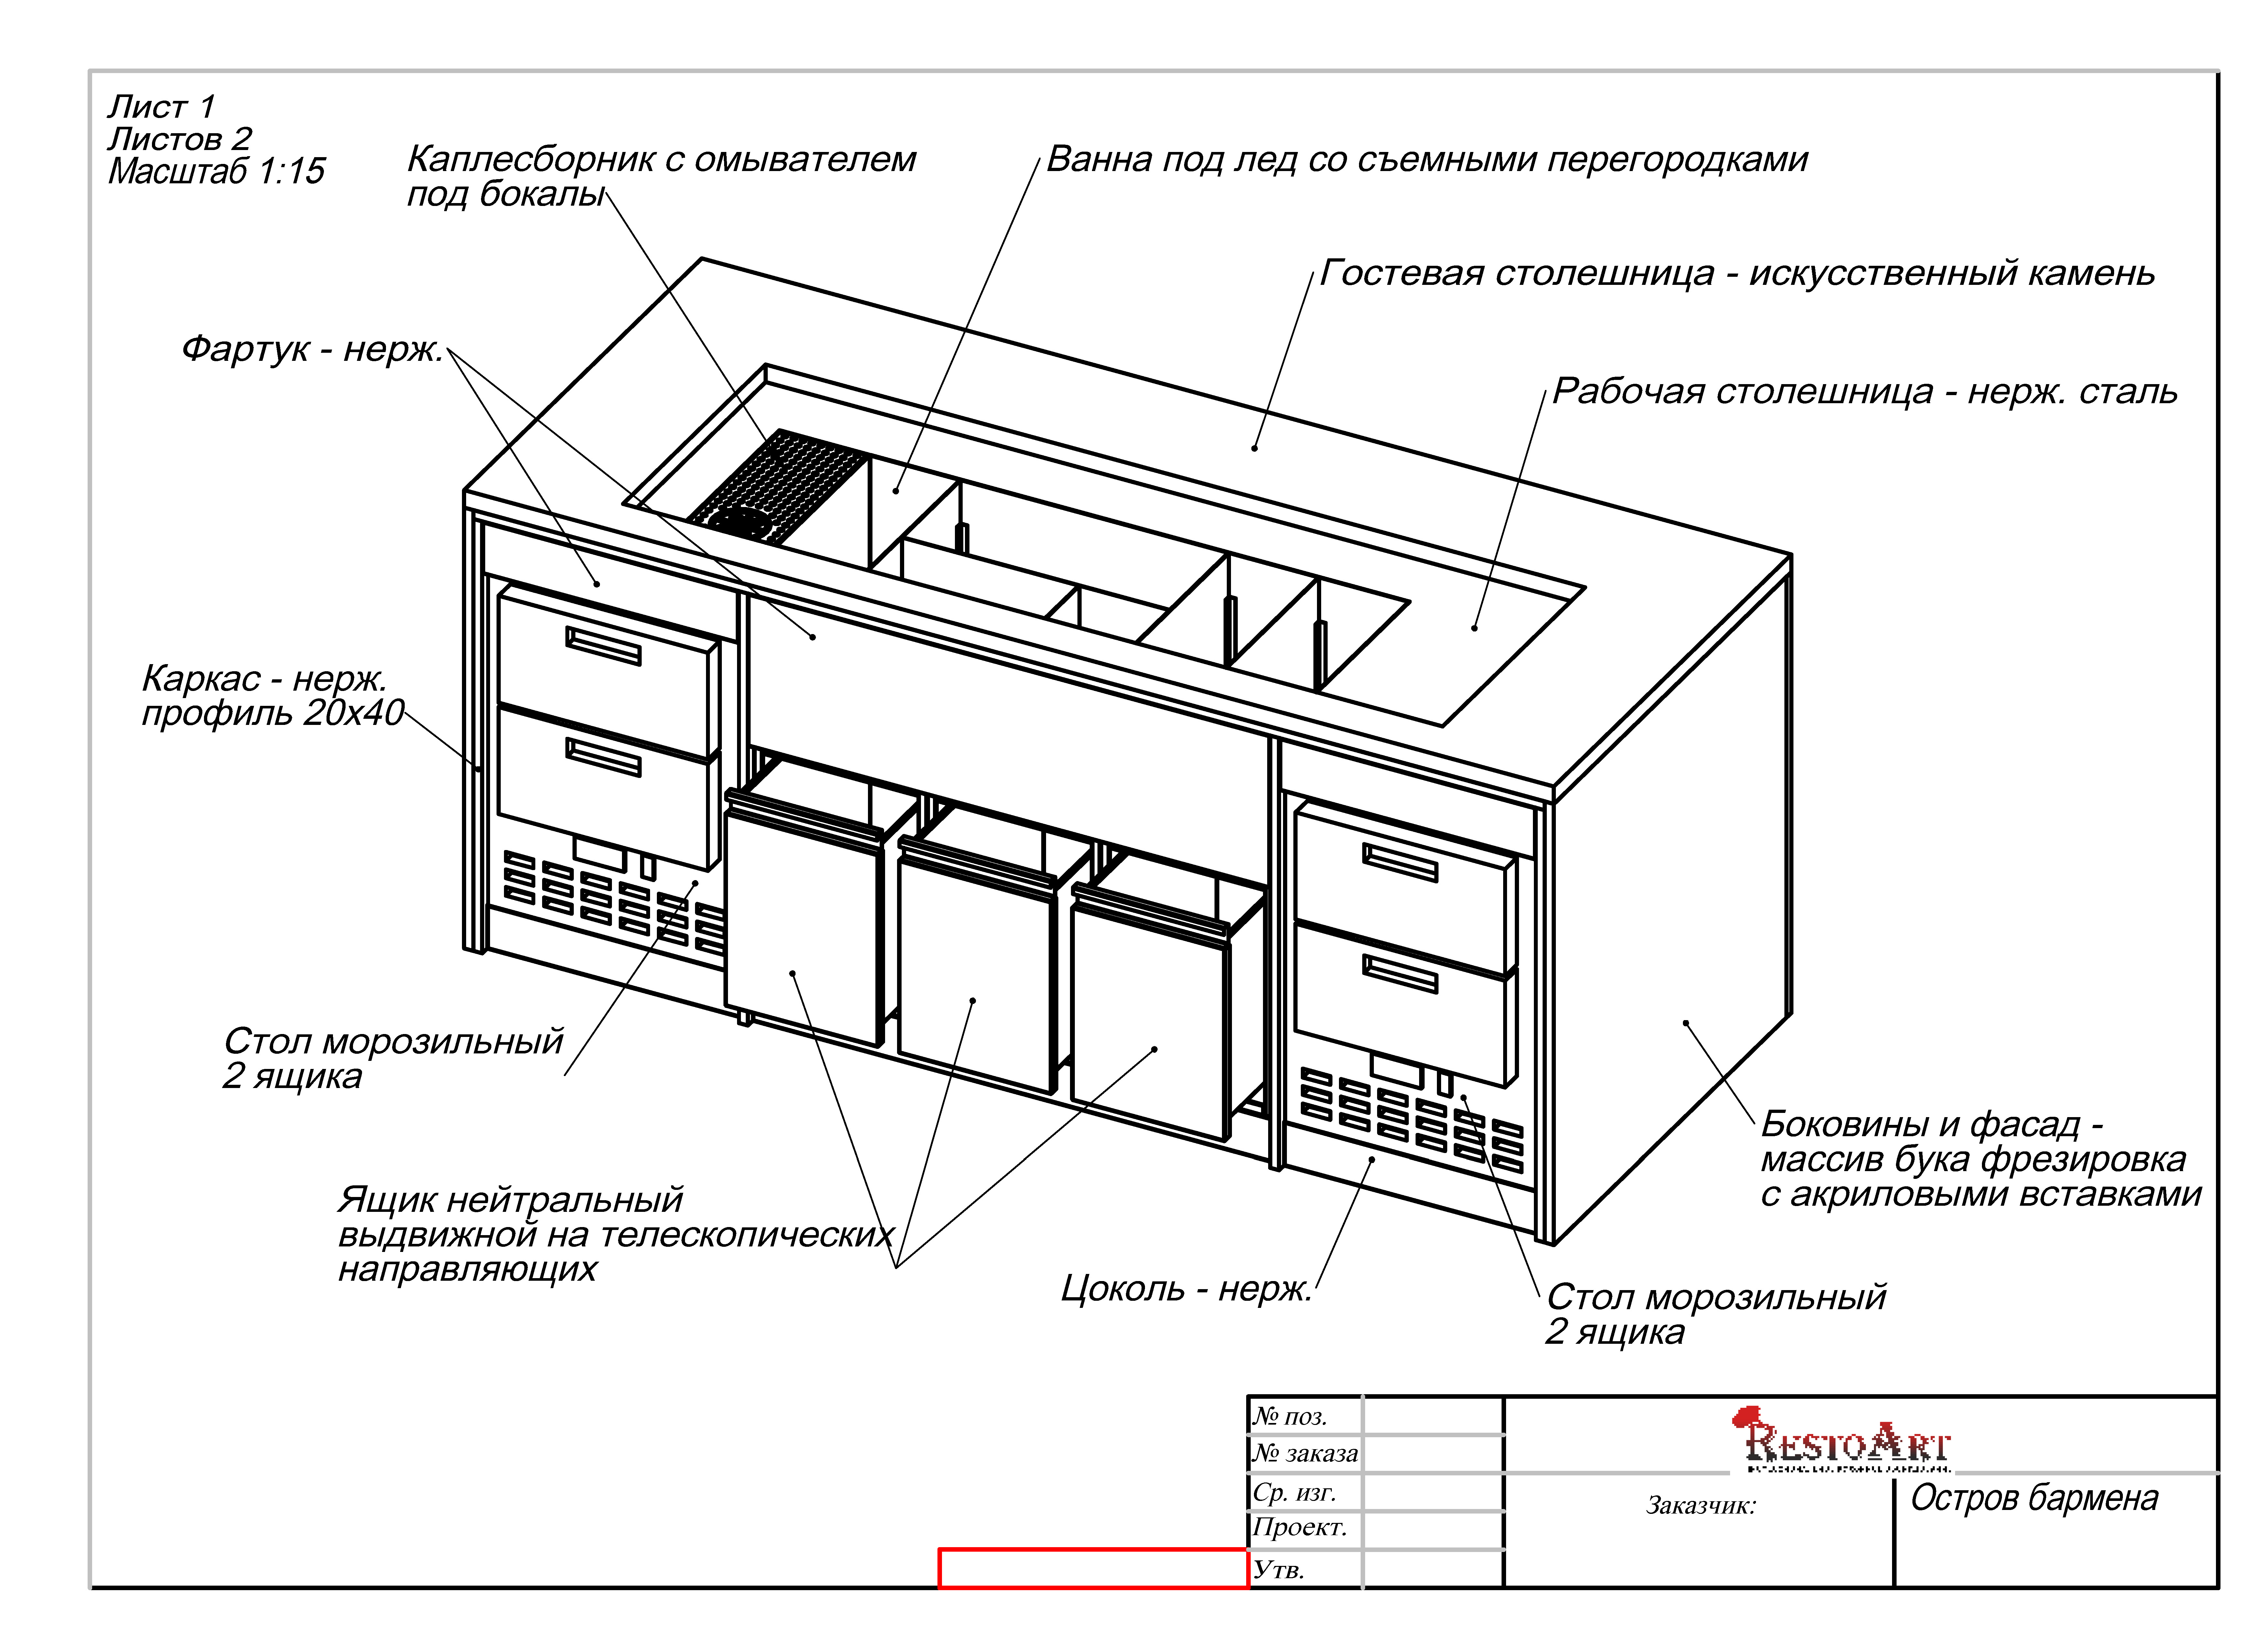 Лист 1
Листов 2
Масштаб 1:15
Каплесборник с омывателем
под бокалы
Ванна под лед со съемными перегородками
Гостевая столешница - искусственный камень
Фартук - нерж.
Рабочая столешница - нерж. сталь
Каркас - нерж.
профиль 20х40
Стол морозильный
2 ящика
Боковины и фасад -
массив бука фрезировка
с акриловыми вставками
Ящик нейтральный
выдвижной на телескопических
направляющих
Цоколь - нерж.
Стол морозильный
2 ящика
№ поз.
№ заказа
Ср. изг.
Проект.
Утв.
RestoArt
Заказчик:
Остров бармена